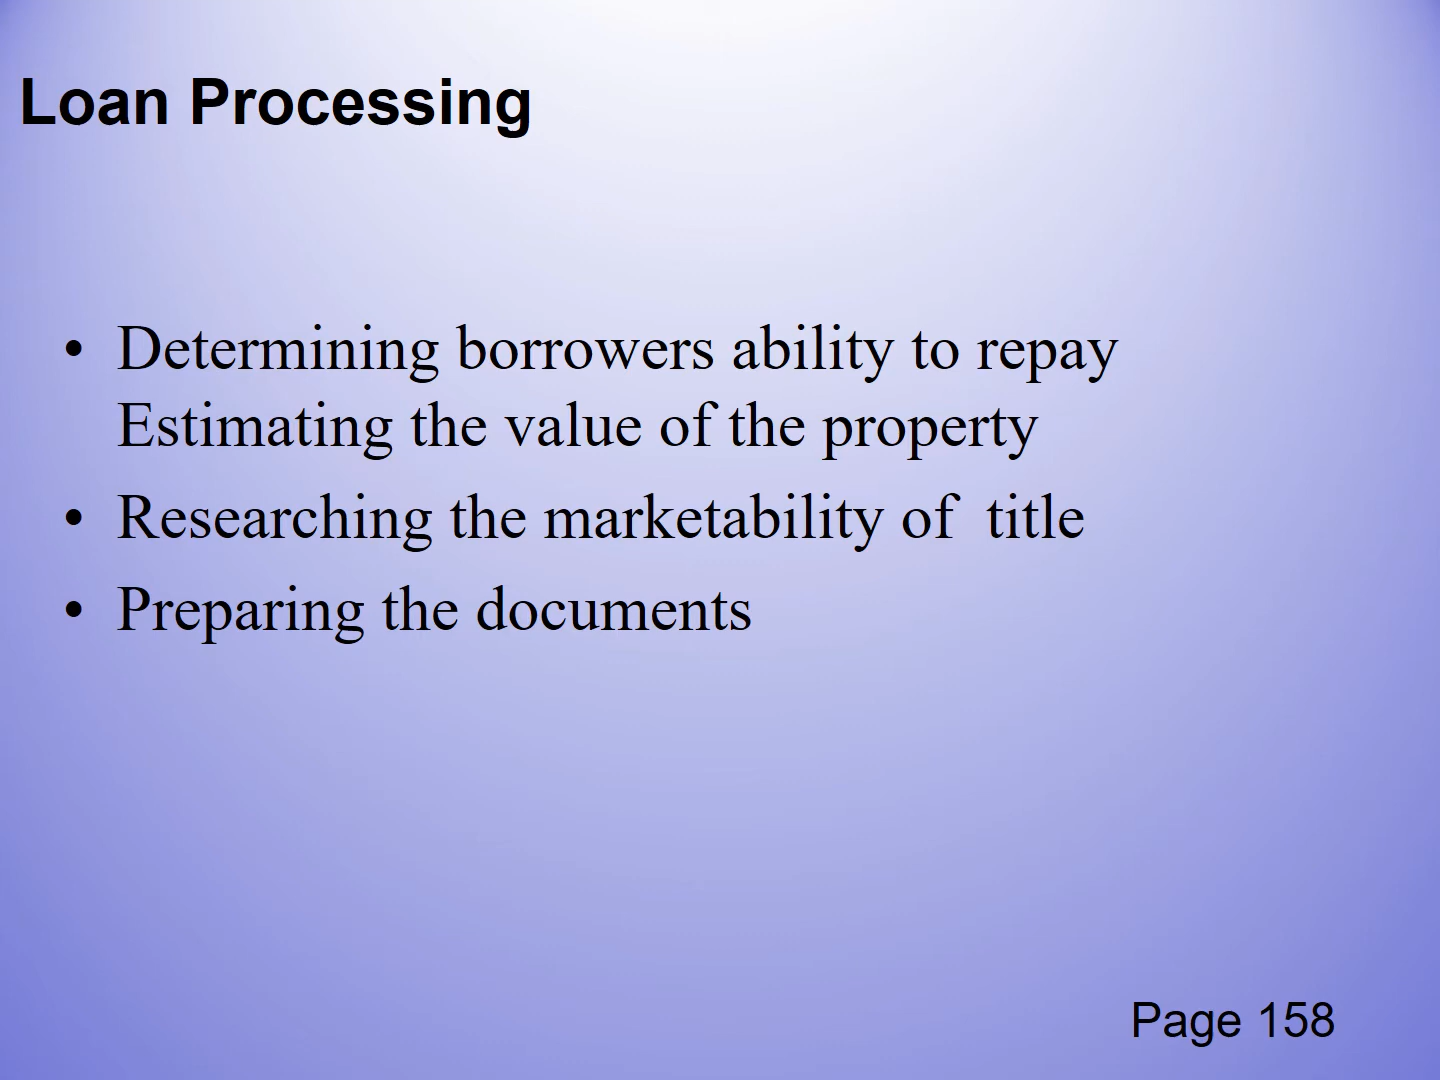 Loan Processing
• Determining borrowers ability to repay
Estimating the value of the property
• Researching the marketability of  title
• Preparing the documents
Page 158